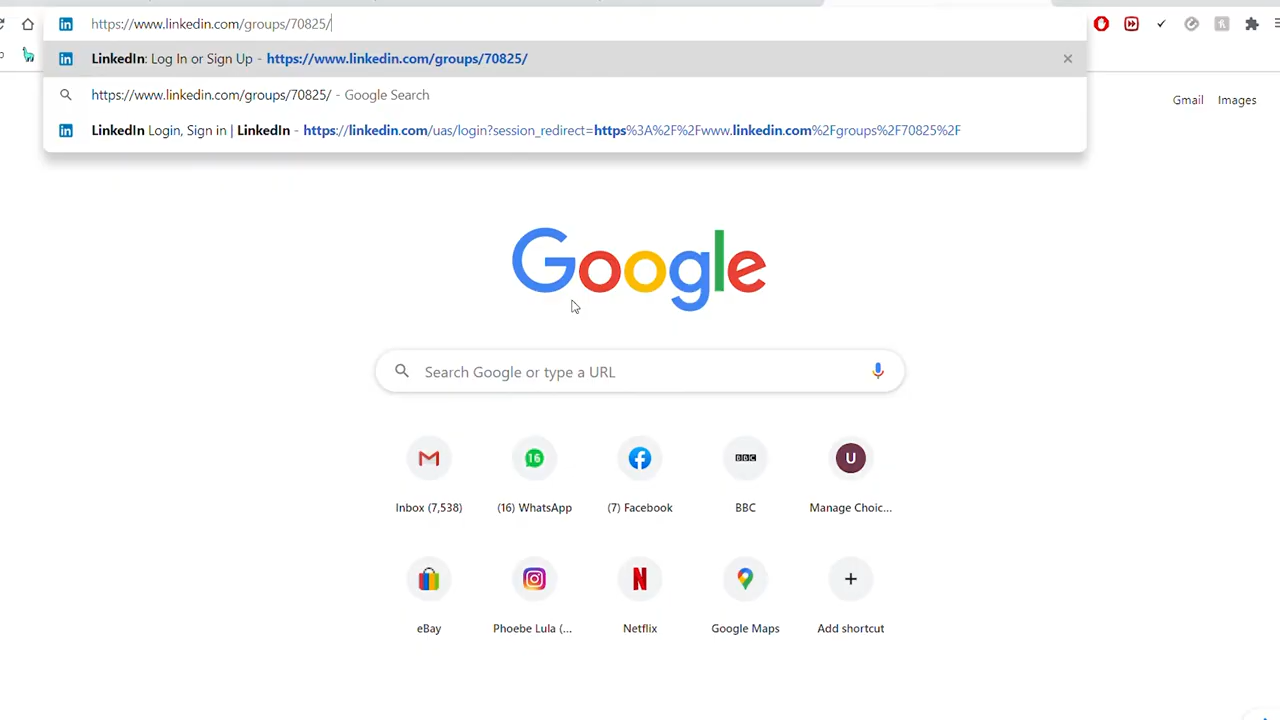 https://www.linkedin.com/groups/70825/
LinkedIn: Log In or Sign Up - https://www.linkedin.com/groups/70825/
https://www.linkedin.com/groups/70825/ - Google Search
LinkedIn Login, Sign in | LinkedIn - https://linkedin.com/uas/login?session_redirect=https%3A%2F%2Fwww.linkedin.com%2Fgroups%2F70825%2F
Gmail Images
Google
Search Google or type a URL
16 BBC U
Inbox (7,538) (16) WhatsApp (7) Facebook BBC Manage Choic...
eBay Phoebe Lula (... Netflix Google Maps Add shortcut